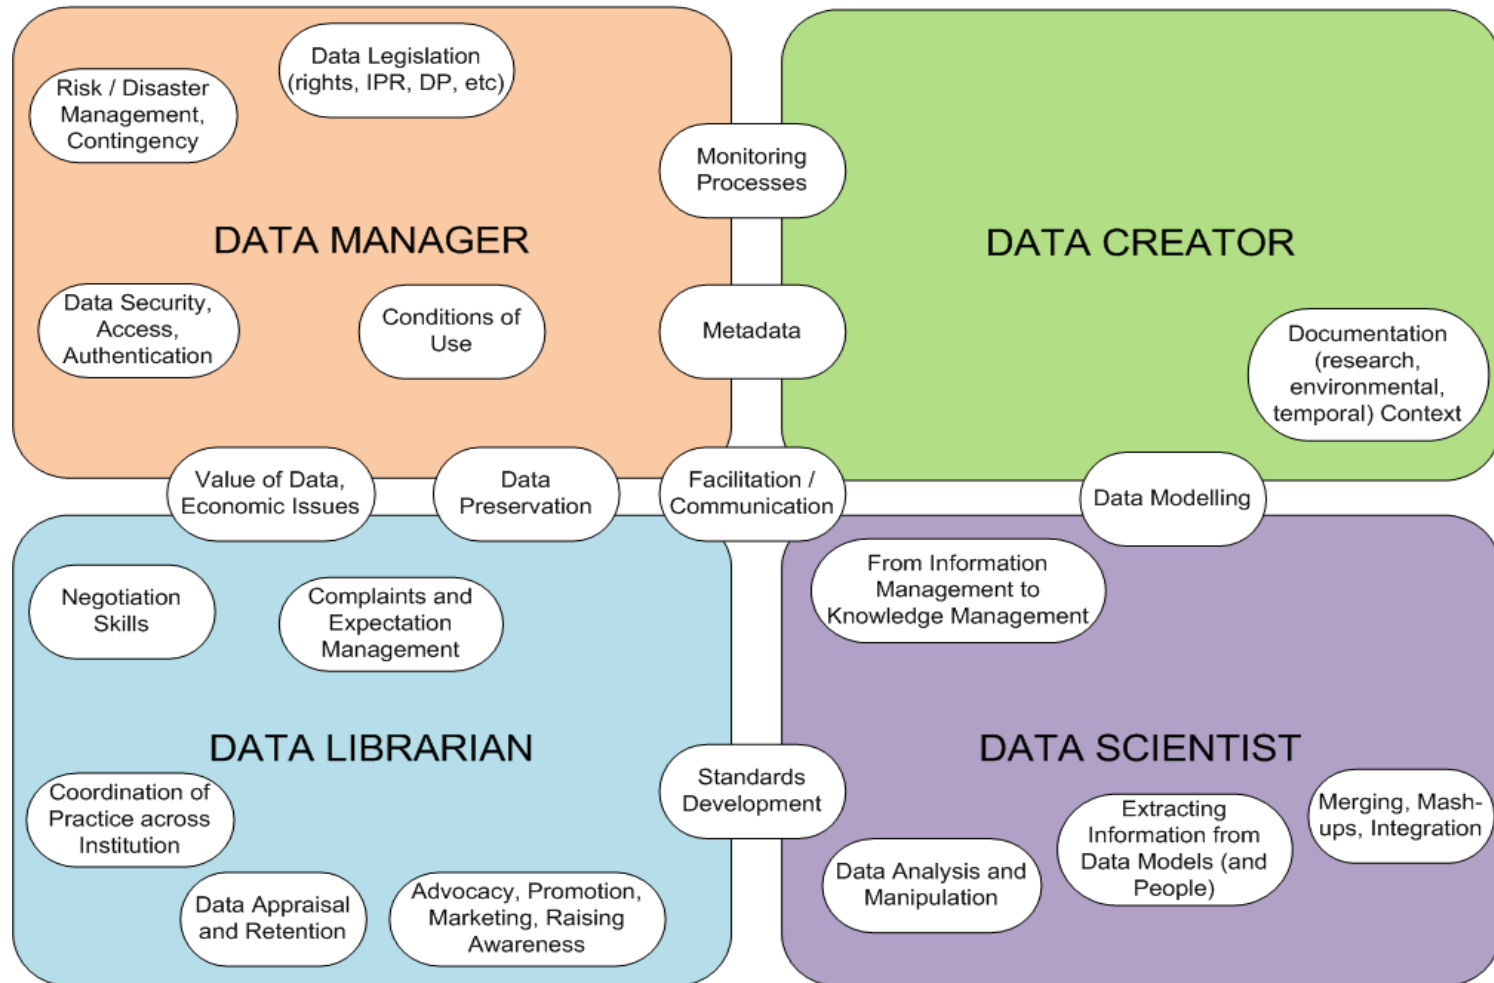 Data Legislation
(rights, IPR, DP, etc)
Risk / Disaster
Management,
Contingency
Monitoring
Processes
DATA MANAGER
DATA CREATOR
Data Security,
Access,
Authentication
Conditions of
Use
Metadata
Documentation
(research,
environmental,
temporal) Context
Value of Data,
Economic Issues
Data
Preservation
Facilitation /
Communication
Data Modelling
Negotiation
Skills
Complaints and
Expectation
Management
From Information
Management to
Knowledge Management
DATA LIBRARIAN
DATA SCIENTIST
Coordination of
Practice across
Institution
Standards
Development
Data Analysis and
Manipulation
Extracting
Information from
Data Models (and
People)
Merging, Mash-
ups, Integration
Data Appraisal
and Retention
Advocacy, Promotion,
Marketing, Raising
Awareness